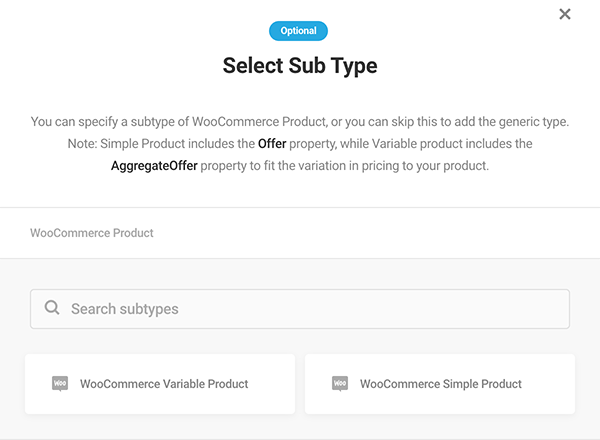 Optional
Select Sub Type
You can specify a subtype of WooCommerce Product, or you can skip this to add the generic type.
Note: Simple Product includes the Offer property, while Variable product includes the
AggregateOffer property to fit the variation in pricing to your product.
WooCommerce Product
Search subtypes
Woo WooCommerce Variable Product
Woo WooCommerce Simple Product